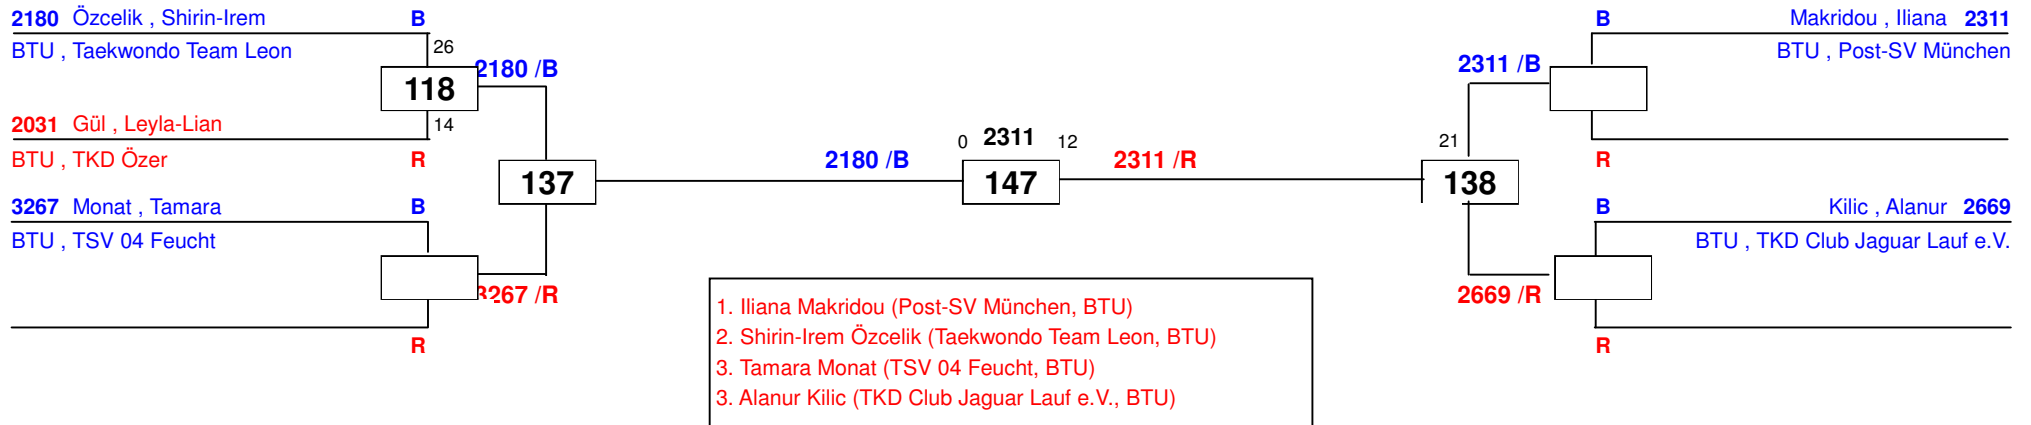 2180 Özcelik , Shirin-Irem B
BTU , Taekwondo Team Leon
26
2180 /B
118
14
2031 Gül , Leyla-Lian
BTU , TKD Özer R
137
3267 Monat , Tamara B
BTU , TSV 04 Feucht
3267 /R
R
2180 /B
0 2311 12
147
2311 /R
B Makridou , Iliana 2311
BTU , Post-SV München
2311 /B
21
138
R
B Kilic , Alanur 2669
BTU , TKD Club Jaguar Lauf e.V.
2669 /R
R
1. Iliana Makridou (Post-SV München, BTU)
2. Shirin-Irem Özcelik (Taekwondo Team Leon, BTU)
3. Tamara Monat (TSV 04 Feucht, BTU)
3. Alanur Kilic (TKD Club Jaguar Lauf e.V., BTU)